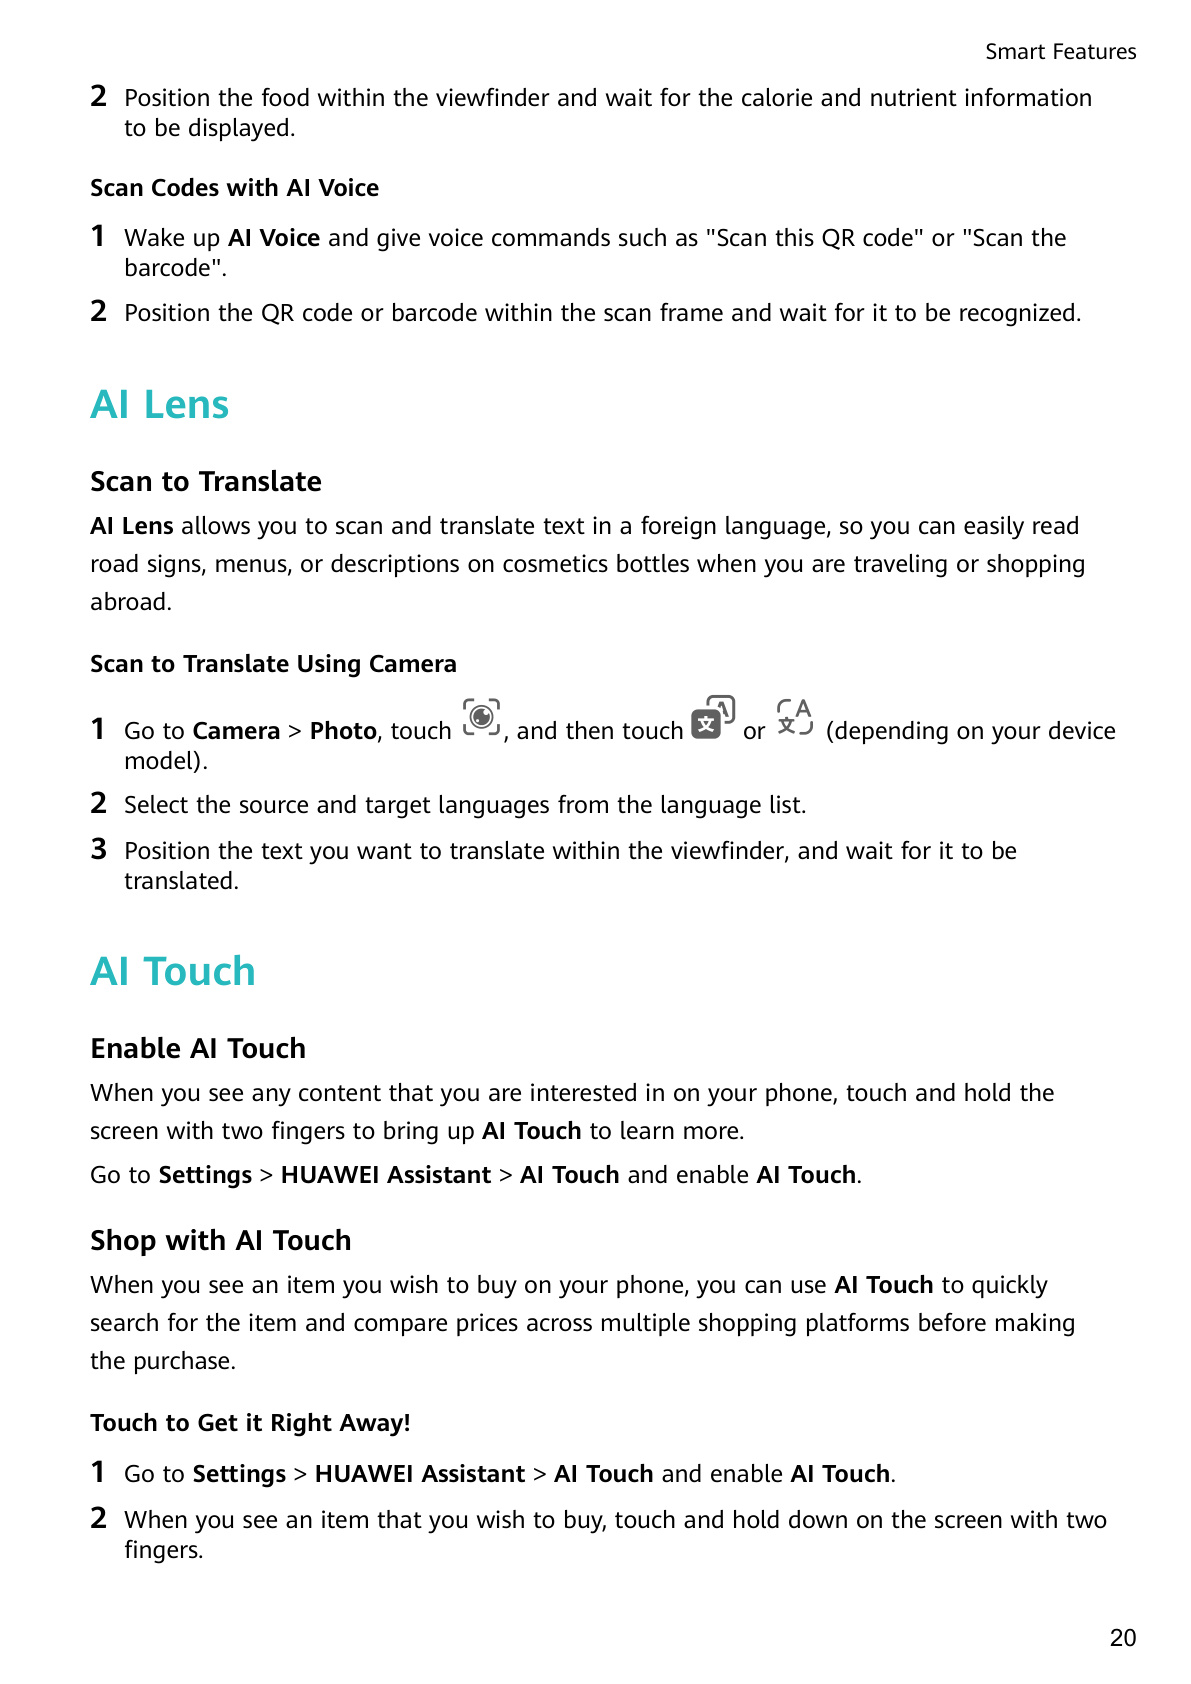 Smart Features
2 Position the food within the viewfinder and wait for the calorie and nutrient information
to be displayed.
Scan Codes with AI Voice
1 Wake up AI Voice and give voice commands such as "Scan this QR code" or "Scan the
barcode".
2 Position the QR code or barcode within the scan frame and wait for it to be recognized.
AI Lens
Scan to Translate
AI Lens allows you to scan and translate text in a foreign language, so you can easily read
road signs, menus, or descriptions on cosmetics bottles when you are traveling or shopping
abroad.
Scan to Translate Using Camera
1 Go to Camera > Photo, touch , and then touch 文A or 文A (depending on your device
model).
2 Select the source and target languages from the language list.
3 Position the text you want to translate within the viewfinder, and wait for it to be
translated.
AI Touch
Enable AI Touch
When you see any content that you are interested in on your phone, touch and hold the
screen with two fingers to bring up AI Touch to learn more.
Go to Settings > HUAWEI Assistant > AI Touch and enable AI Touch.
Shop with AI Touch
When you see an item you wish to buy on your phone, you can use AI Touch to quickly
search for the item and compare prices across multiple shopping platforms before making
the purchase.
Touch to Get it Right Away!
1 Go to Settings > HUAWEI Assistant > AI Touch and enable AI Touch.
2 When you see an item that you wish to buy, touch and hold down on the screen with two
fingers.
20